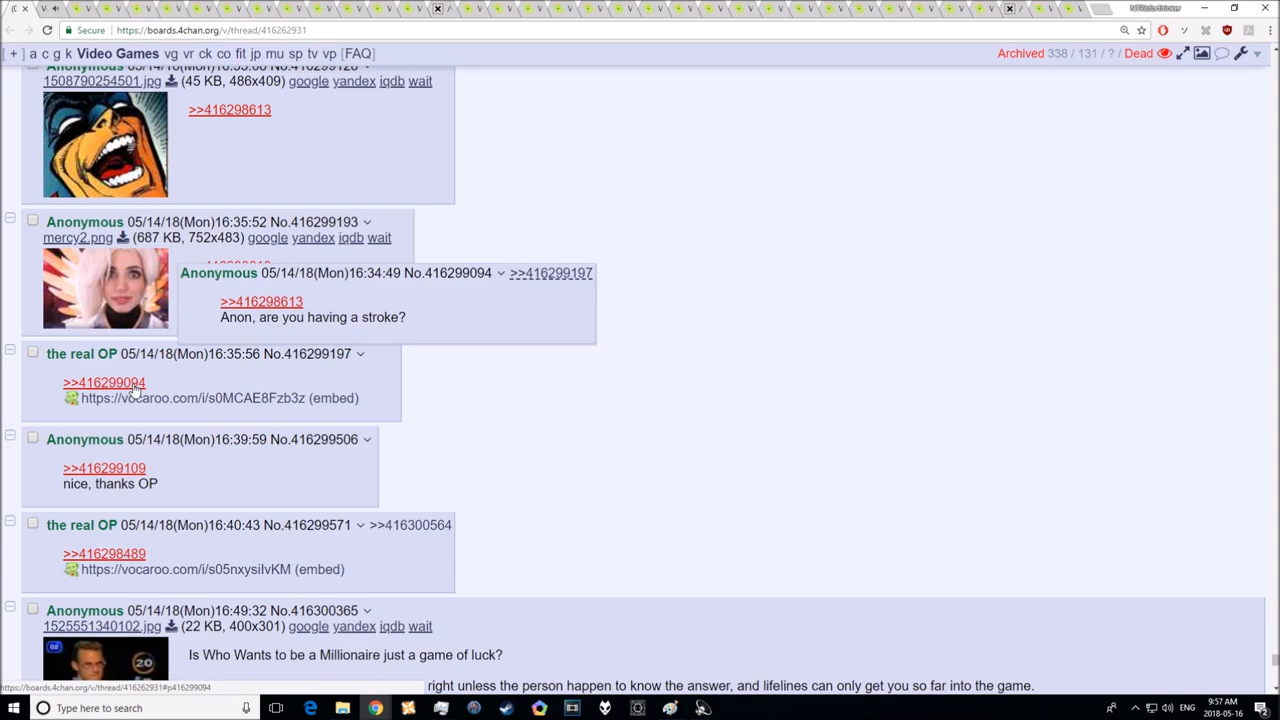 NTRisforthinker
Secure
https://boards.4chan.org/v/thread/416262931
[ + ] a c g k Video Games vg vr ck co fit jp mu sp tv vp [FAQ]
Archived 338 / 131 / ? / Dead
1508790254501.jpg (45 KB, 486x409) google yandex iqdb wait
>>416298613
Anonymous 05/14/18(Mon)16:35:52 No.416299193
mercy2.png (687 KB, 752x483) google yandex iqdb wait
Anonymous 05/14/18(Mon)16:34:49 No.416299094 >>416299197
>>416298613
Anon, are you having a stroke?
the real OP 05/14/18(Mon)16:35:56 No.416299197
>>416299094
https://vocaroo.com/i/s0MCAE8Fzb3z (embed)
Anonymous 05/14/18(Mon)16:39:59 No.416299506
>>416299109
nice, thanks OP
the real OP 05/14/18(Mon)16:40:43 No.416299571 >>416300564
>>416298489
https://vocaroo.com/i/s05nxysiIvKM (embed)
Anonymous 05/14/18(Mon)16:49:32 No.416300365
1525551340102.jpg (22 KB, 400x301) google yandex iqdb wait
Is Who Wants to be a Millionaire just a game of luck?
20
right unless the person happen to know the answer, and lifelines can only get you so far into the game.
https://boards.4chan.org/v/thread/416262931#p416299094
Type here to search
ENG
9:57 AM
2018-05-16